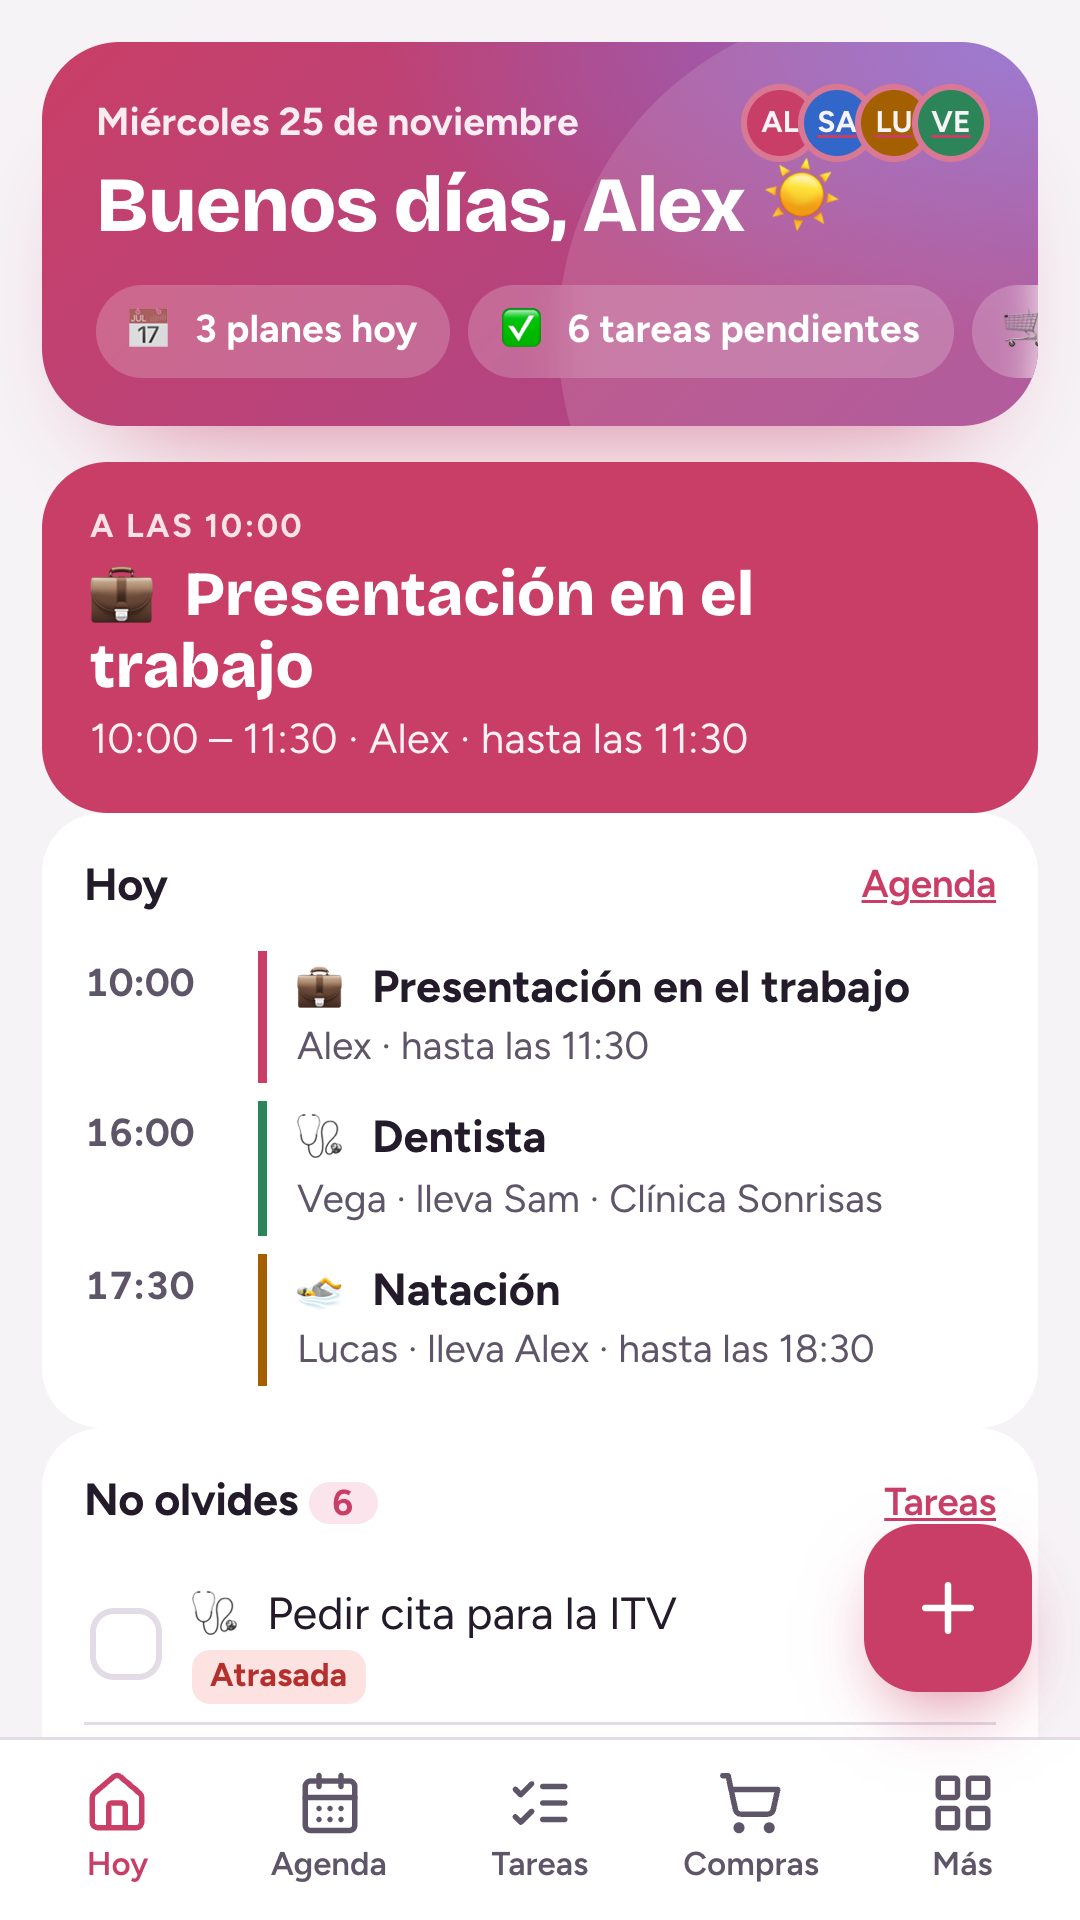 Miércoles 25 de noviembre
AL SA LU VE
Buenos días, Alex ☀️
📅 3 planes hoy
✅ 6 tareas pendientes
A LAS 10:00
💼 Presentación en el
trabajo
10:00 – 11:30 · Alex · hasta las 11:30
Hoy
Agenda
10:00
💼 Presentación en el trabajo
Alex · hasta las 11:30
16:00
🩺 Dentista
Vega · lleva Sam · Clínica Sonrisas
17:30
🏊 Natación
Lucas · lleva Alex · hasta las 18:30
No olvides 6
Tareas
🩺 Pedir cita para la ITV
Atrasada
Hoy
Agenda
Tareas
Compras
Más